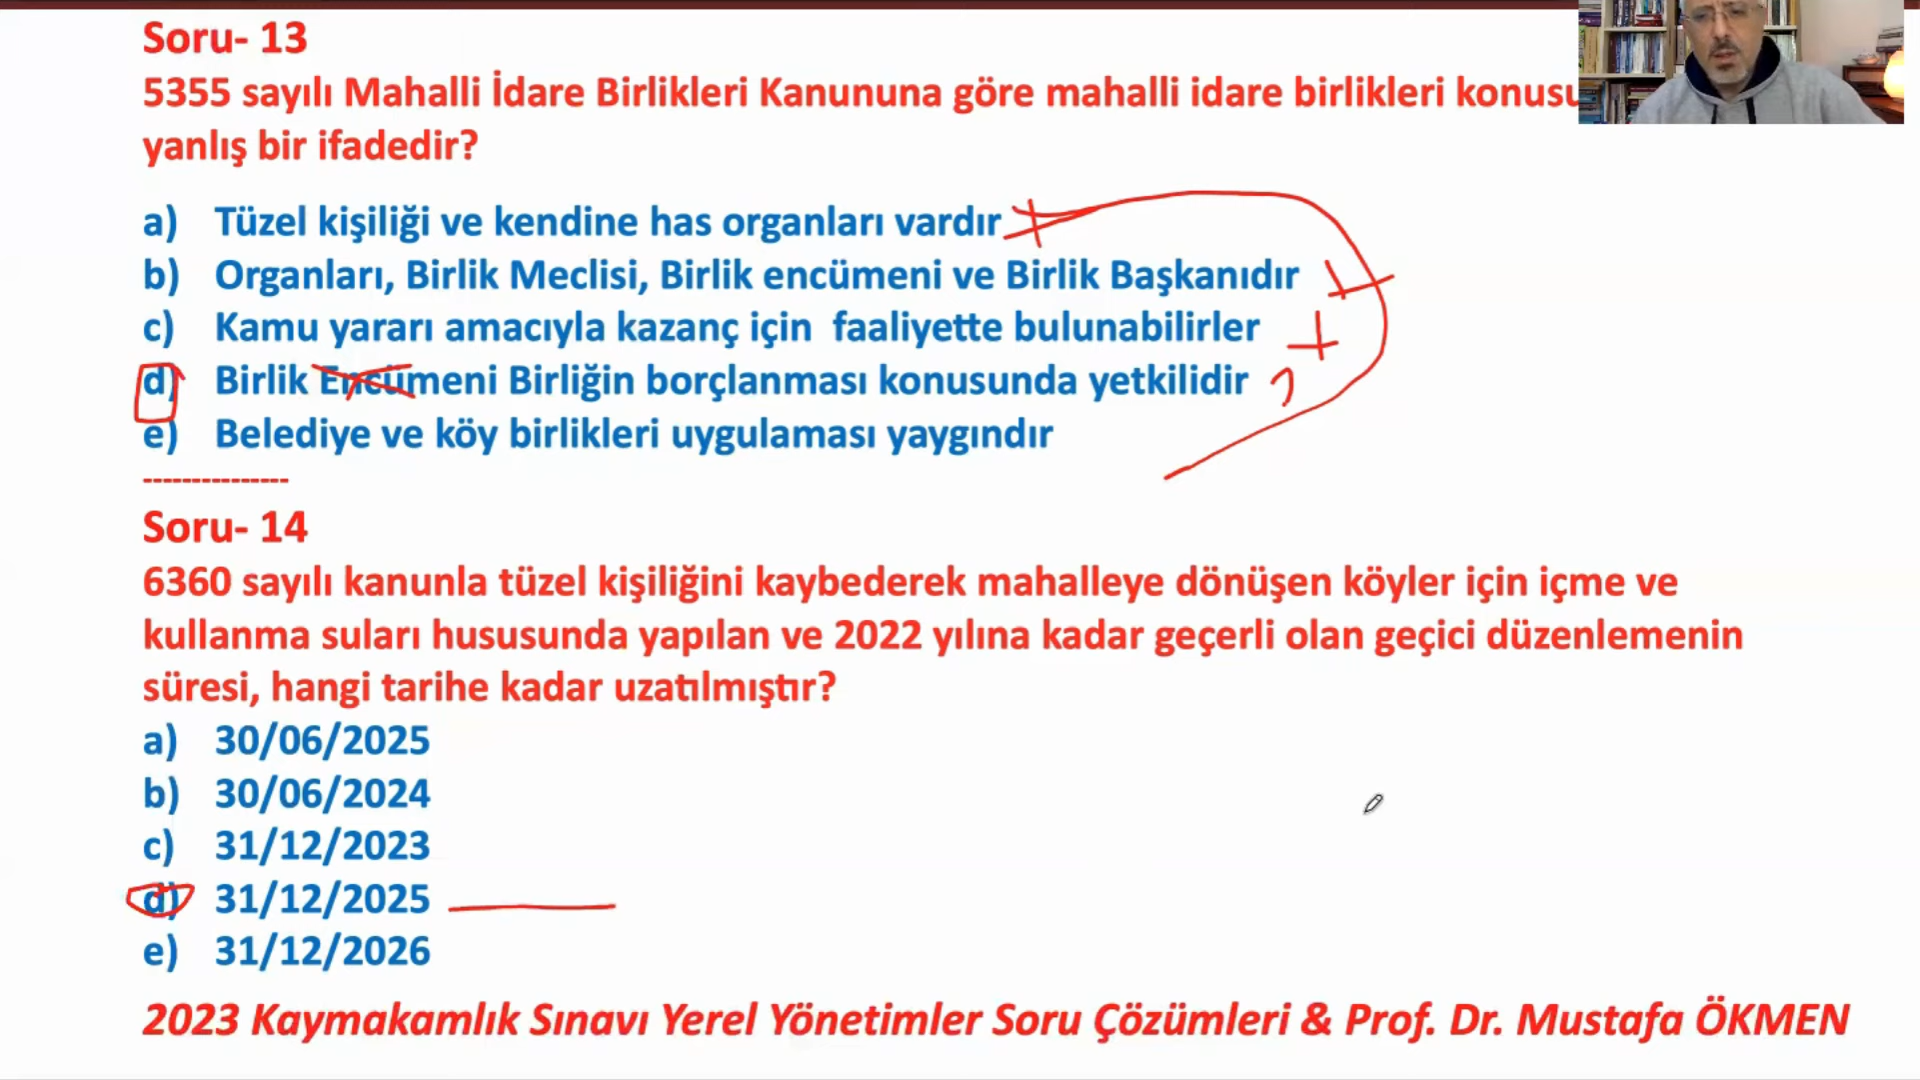 Soru- 13
5355 sayılı Mahalli İdare Birlikleri Kanununa göre mahalli idare birlikleri
yanlış bir ifadedir?
a) Tüzel kişiliği ve kendine has organları vardır
b) Organları, Birlik Meclisi, Birlik encümeni ve Birlik Başkanıdır
c) Kamu yararı amacıyla kazanç için faaliyette bulunabilirler
d) Birlik Encümeni Birliğin borçlanması konusunda yetkilidir
e) Belediye ve köy birlikleri uygulaması yaygındır
---------------
Soru- 14
6360 sayılı kanunla tüzel kişiliğini kaybederek mahalleye dönüşen köyler için içme ve
kullanma suları hususunda yapılan ve 2022 yılına kadar geçerli olan geçici düzenlemenin
süresi, hangi tarihe kadar uzatılmıştır?
a) 30/06/2025
b) 30/06/2024
c) 31/12/2023
d) 31/12/2025
e) 31/12/2026
2023 Kaymakamlık Sınavı Yerel Yönetimler Soru Çözümleri & Prof. Dr. Mustafa ÖKMEN